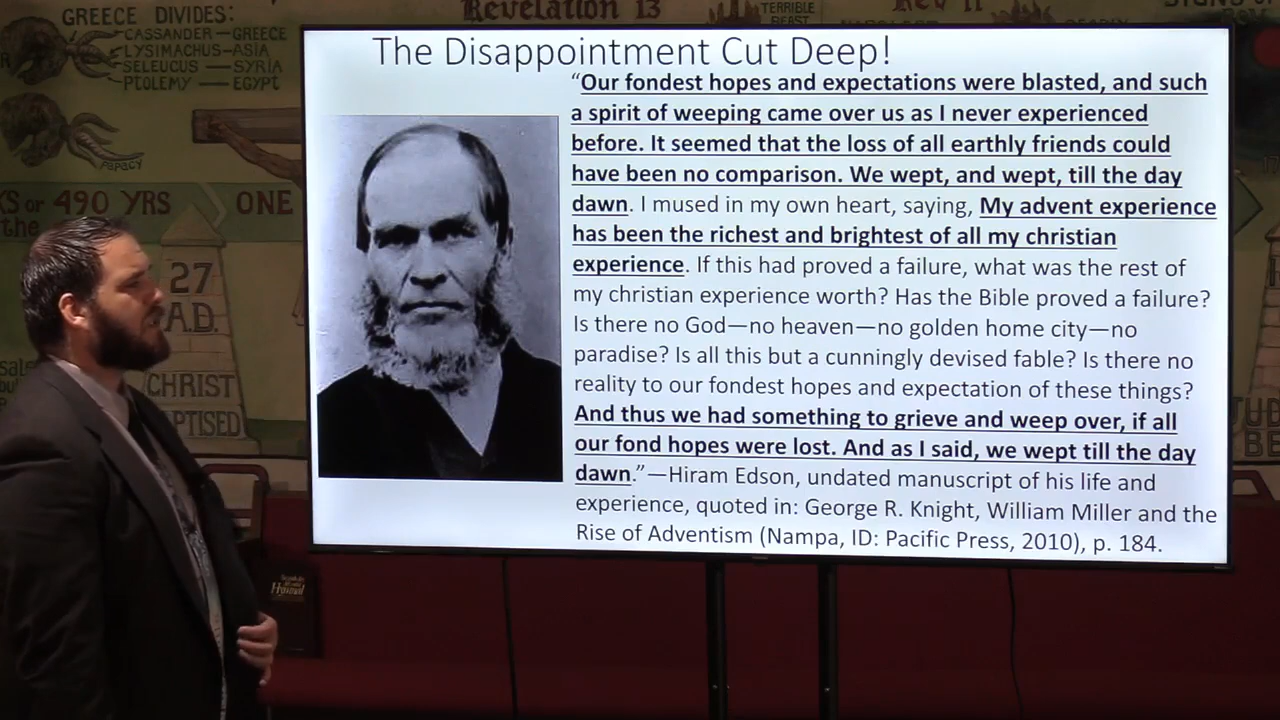 GREECE DIVIDES:
CASSANDER — GREECE
LYSIMACHUS — ASIA
SELEUCUS — SYRIA
PTOLEMY — EGYPT
PAPACY
or 490 YRS
ONE
the
27
A.D.
CHRIST
Revelation 13
TERRIBLE
BEAST
Rev 11
Hymnal
The Disappointment Cut Deep!
“Our fondest hopes and expectations were blasted, and such
a spirit of weeping came over us as I never experienced
before. It seemed that the loss of all earthly friends could
have been no comparison. We wept, and wept, till the day
dawn. I mused in my own heart, saying, My advent experience
has been the richest and brightest of all my christian
experience. If this had proved a failure, what was the rest of
my christian experience worth? Has the Bible proved a failure?
Is there no God—no heaven—no golden home city—no
paradise? Is all this but a cunningly devised fable? Is there no
reality to our fondest hopes and expectation of these things?
And thus we had something to grieve and weep over, if all
our fond hopes were lost. And as I said, we wept till the day
dawn.”—Hiram Edson, undated manuscript of his life and
experience, quoted in: George R. Knight, William Miller and the
Rise of Adventism (Nampa, ID: Pacific Press, 2010), p. 184.